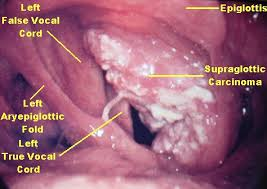 Left
False Vocal
Cord
Epiglottis
Supraglottic
Carcinoma
Left
Aryepiglottic
Fold
Left
True Vocal
Cord